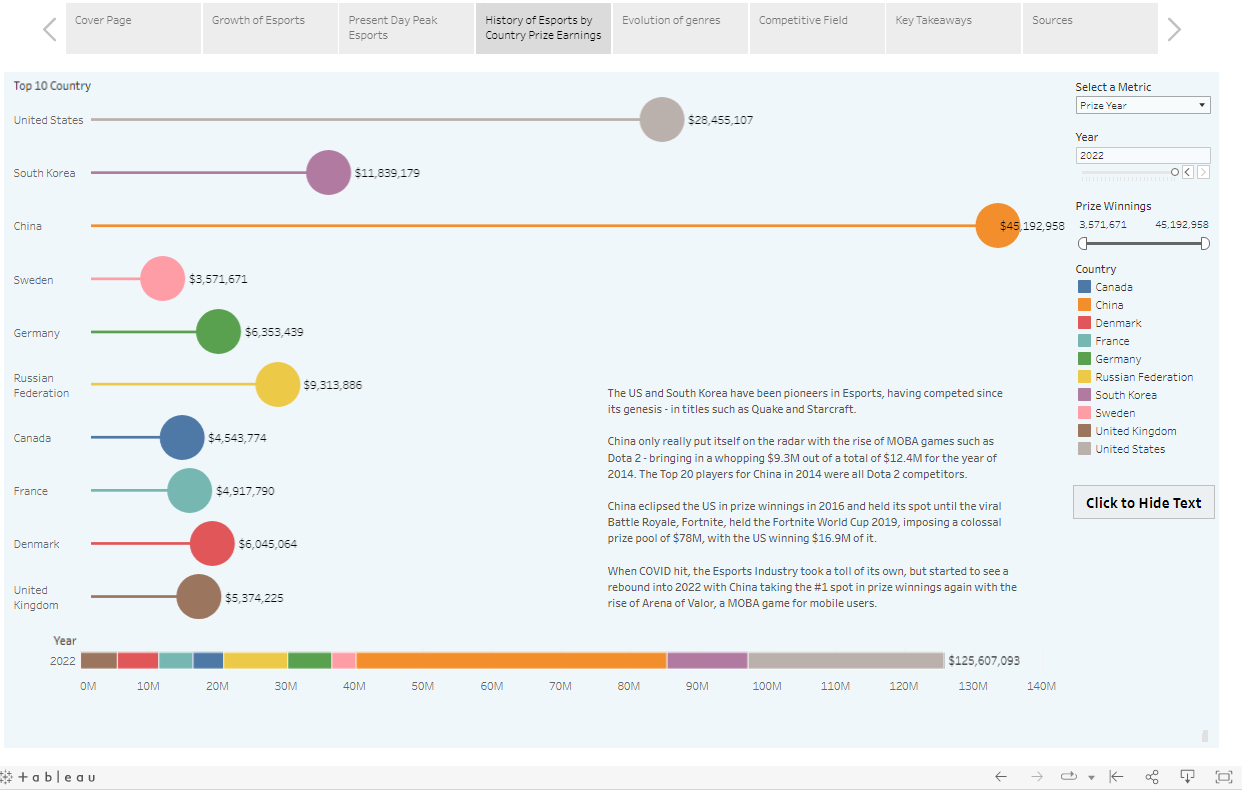 Cover Page
Growth of Esports
Present Day Peak
Esports
History of Esports by
Country Prize Earnings
Evolution of genres
Competitive Field
Key Takeaways
Sources
Top 10 Country
United States
$28,455,107
South Korea
$11,839,179
China
$45,192,958
Sweden
$3,571,671
Germany
$6,353,439
Russian
Federation
$9,313,886
Canada
$4,543,774
France
$4,917,790
Denmark
$6,045,064
United
Kingdom
$5,374,225
The US and South Korea have been pioneers in Esports, having competed since
its genesis - in titles such as Quake and Starcraft.
China only really put itself on the radar with the rise of MOBA games such as
Dota 2 - bringing in a whopping $9.3M out of a total of $12.4M for the year of
2014. The Top 20 players for China in 2014 were all Dota 2 competitors.
China eclipsed the US in prize winnings in 2016 and held its spot until the viral
Battle Royale, Fortnite, held the Fortnite World Cup 2019, imposing a colossal
prize pool of $78M, with the US winning $16.9M of it.
When COVID hit, the Esports Industry took a toll of its own, but started to see a
rebound into 2022 with China taking the #1 spot in prize winnings again with the
rise of Arena of Valor, a MOBA game for mobile users.
Year
2022
$125,607,093
0M 10M 20M 30M 40M 50M 60M 70M 80M 90M 100M 110M 120M 130M 140M
Select a Metric
Prize Year
Year
2022
Prize Winnings
3,571,671 45,192,958
Country
Canada
China
Denmark
France
Germany
Russian Federation
South Korea
Sweden
United Kingdom
United States
Click to Hide Text
+ a b l e a u